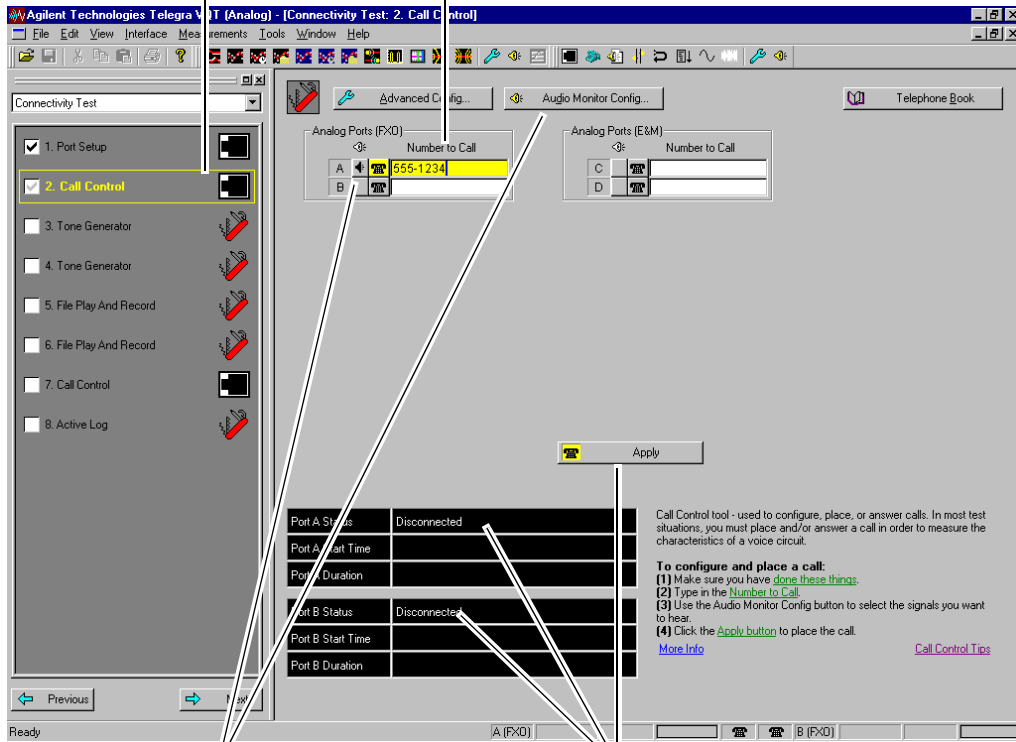 Agilent Technologies Telegra VQT (Analog) - [Connectivity Test: 2. Call Control]
File Edit View Interface Measurements Tools Window Help
Connectivity Test
1. Port Setup
2. Call Control
3. Tone Generator
4. Tone Generator
5. File Play And Record
6. File Play And Record
7. Call Control
8. Active Log
Previous
Next
Advanced Config...
Audio Monitor Config...
Telephone Book
Analog Ports (FXO)
Number to Call
A 555-1234
B
Analog Ports (E&M)
Number to Call
C
D
Apply
Port A Status Disconnected
Port A Start Time
Port A Duration
Port B Status Disconnected
Port B Start Time
Port B Duration
Call Control tool - used to configure, place, or answer calls. In most test
situations, you must place and/or answer a call in order to measure the
characteristics of a voice circuit.
To configure and place a call:
(1) Make sure you have done these things.
(2) Type in the Number to Call.
(3) Use the Audio Monitor Config button to select the signals you want
to hear.
(4) Click the Apply button to place the call.
More Info
Call Control Tips
Ready
A (FXO)
B (FXO)